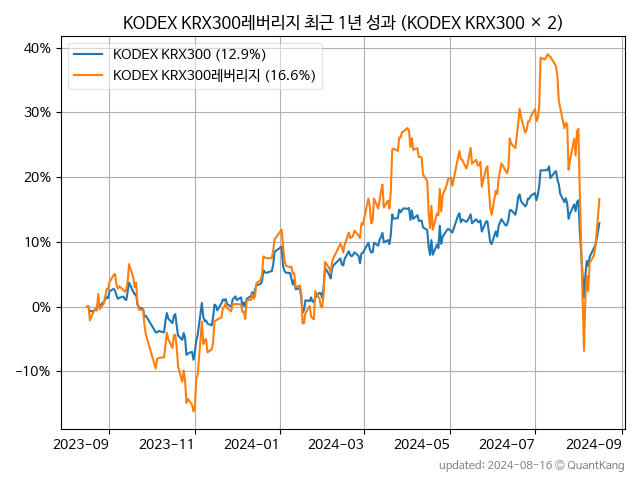 KODEX KRX300레버리지 최근 1년 성과 (KODEX KRX300 × 2)
KODEX KRX300 (12.9%)
KODEX KRX300레버리지 (16.6%)
40%
30%
20%
10%
0%
−10%
2023-09 2023-11 2024-01 2024-03 2024-05 2024-07 2024-09
updated: 2024-08-16 © QuantKang